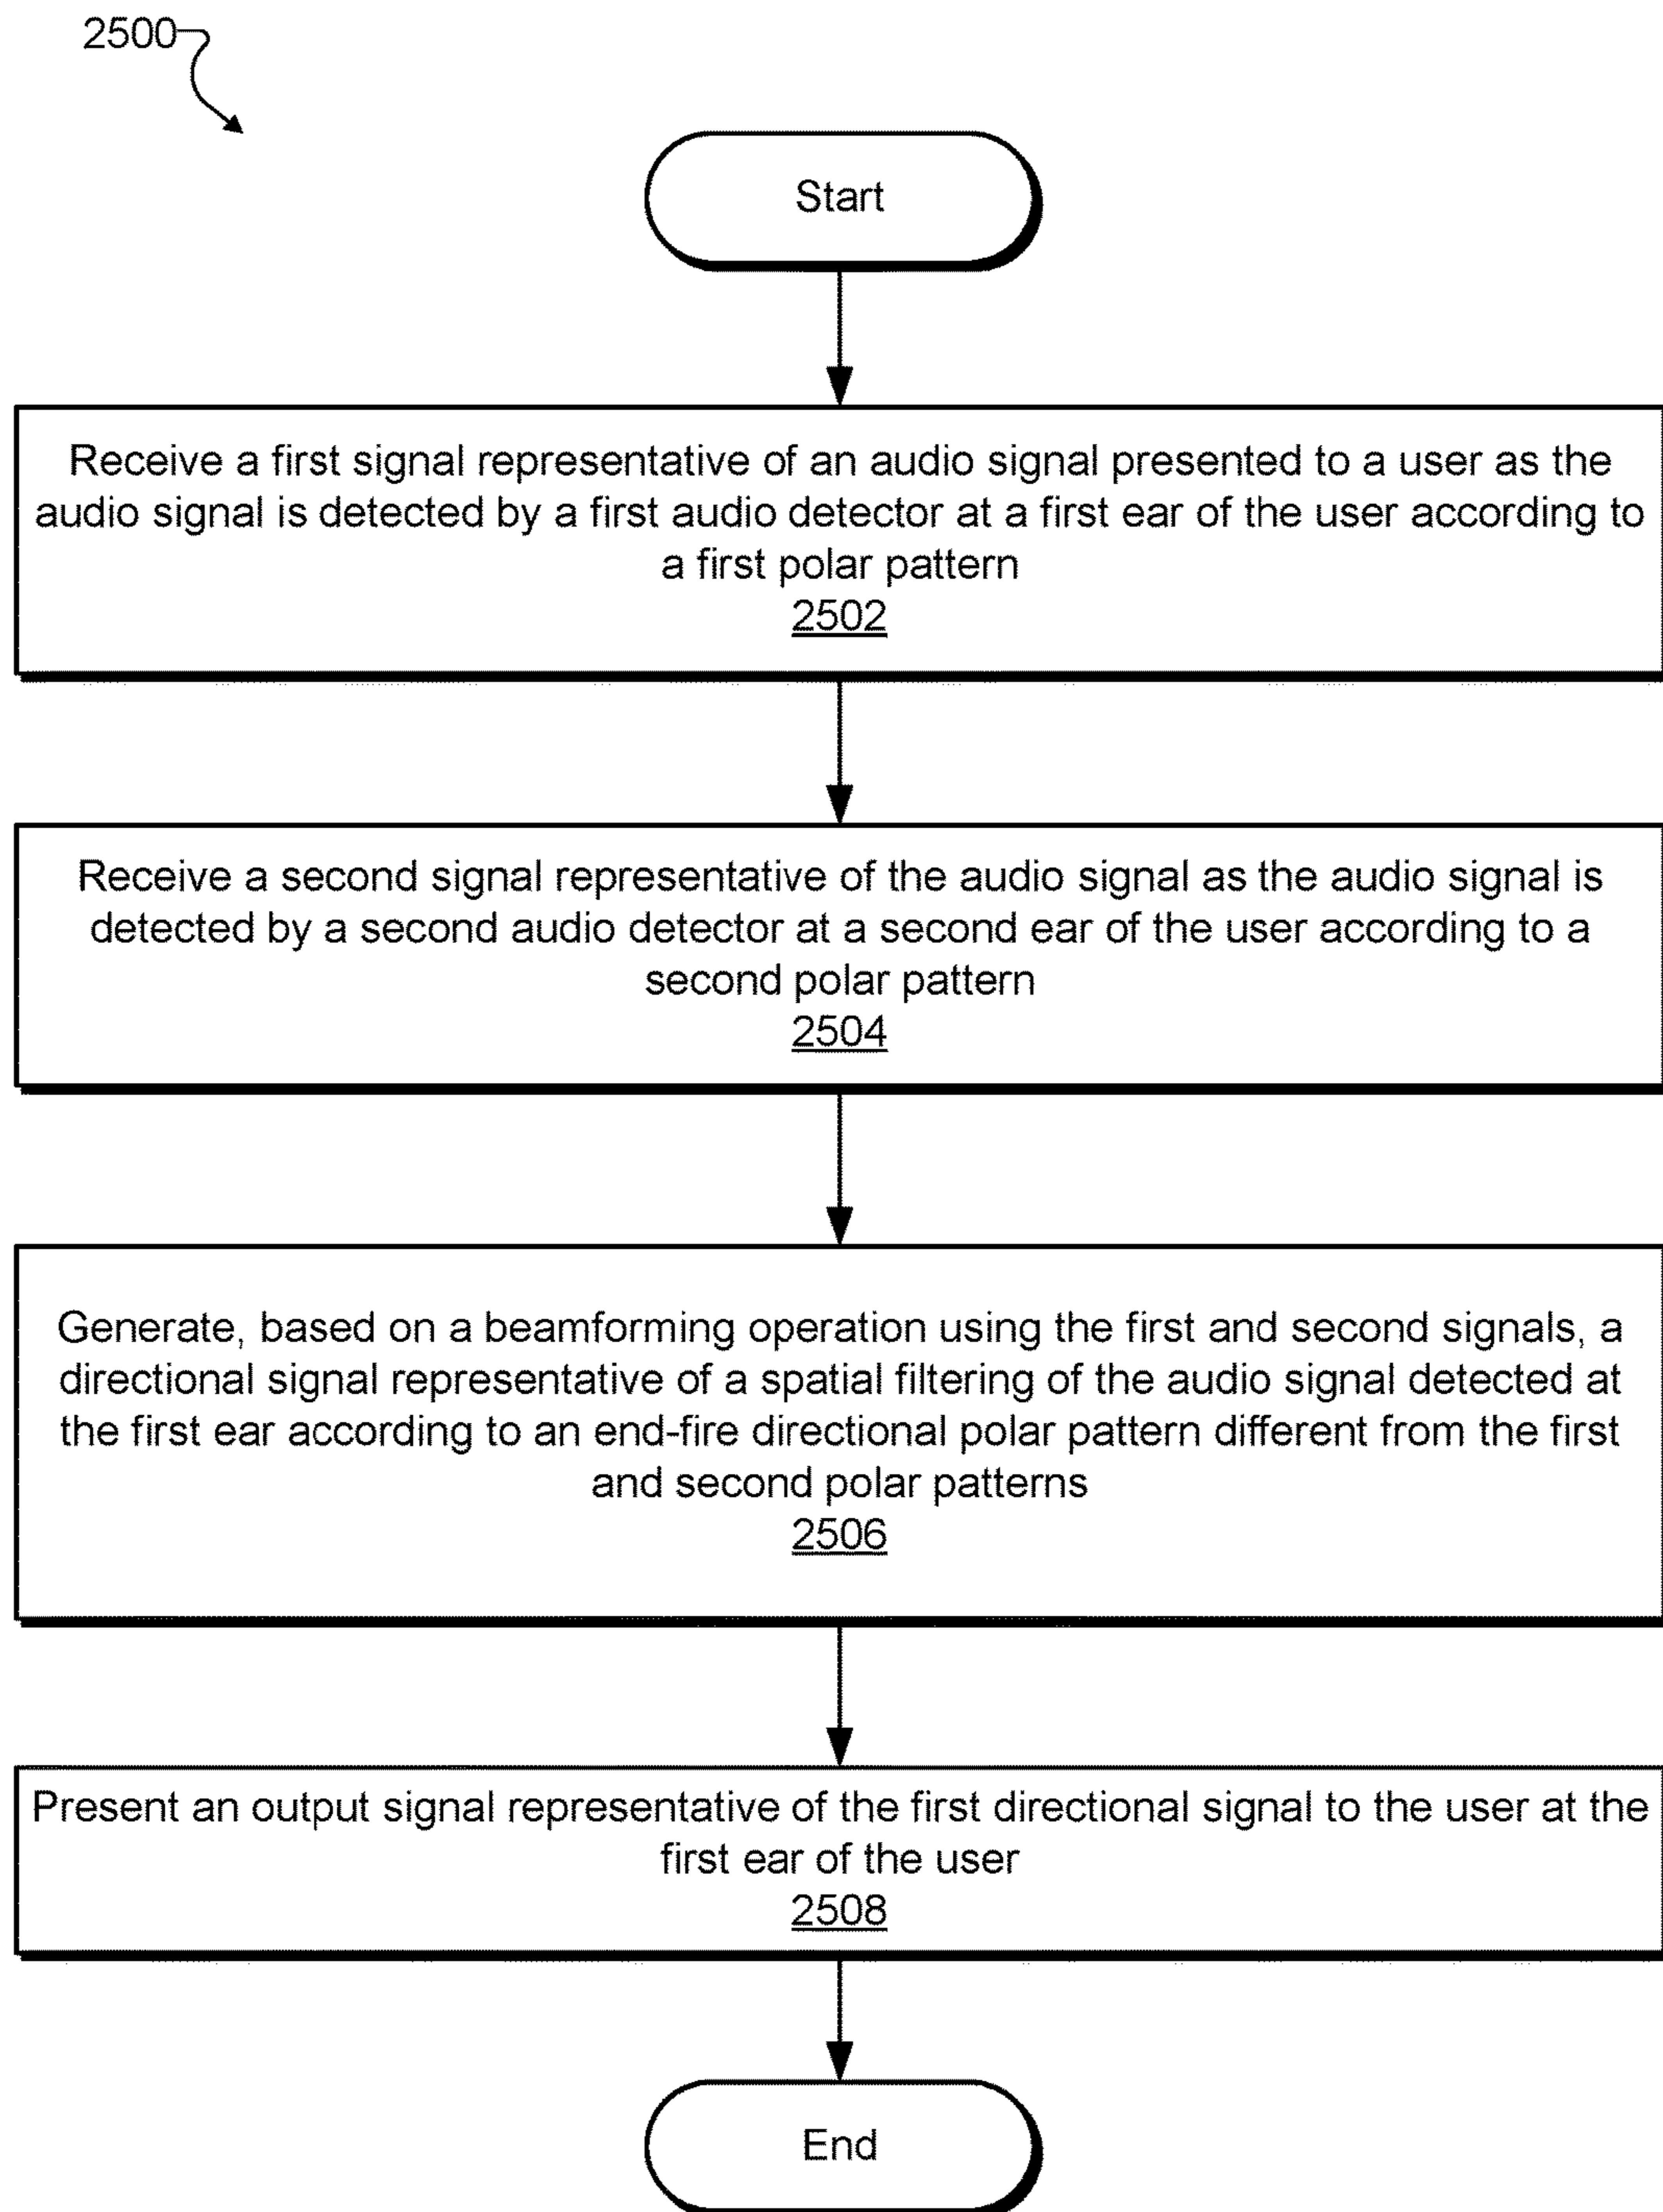 2500
Start
Receive a first signal representative of an audio signal presented to a user as the
audio signal is detected by a first audio detector at a first ear of the user according to
a first polar pattern
2502
Receive a second signal representative of the audio signal as the audio signal is
detected by a second audio detector at a second ear of the user according to a
second polar pattern
2504
Generate, based on a beamforming operation using the first and second signals, a
directional signal representative of a spatial filtering of the audio signal detected at
the first ear according to an end-fire directional polar pattern different from the first
and second polar patterns
2506
Present an output signal representative of the first directional signal to the user at the
first ear of the user
2508
End